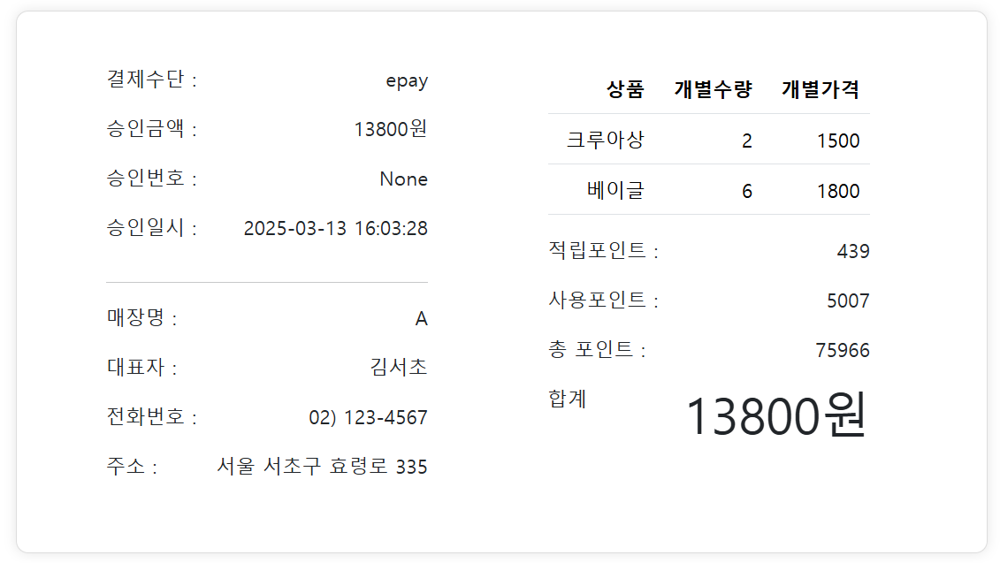 결제수단 : epay
승인금액 : 13800원
승인번호 : None
승인일시 : 2025-03-13 16:03:28
매장명 : A
대표자 : 김서초
전화번호 : 02) 123-4567
주소 : 서울 서초구 효령로 335
상품 개별수량 개별가격
크루아상 2 1500
베이글 6 1800
적립포인트 : 439
사용포인트 : 5007
총 포인트 : 75966
합계 13800원